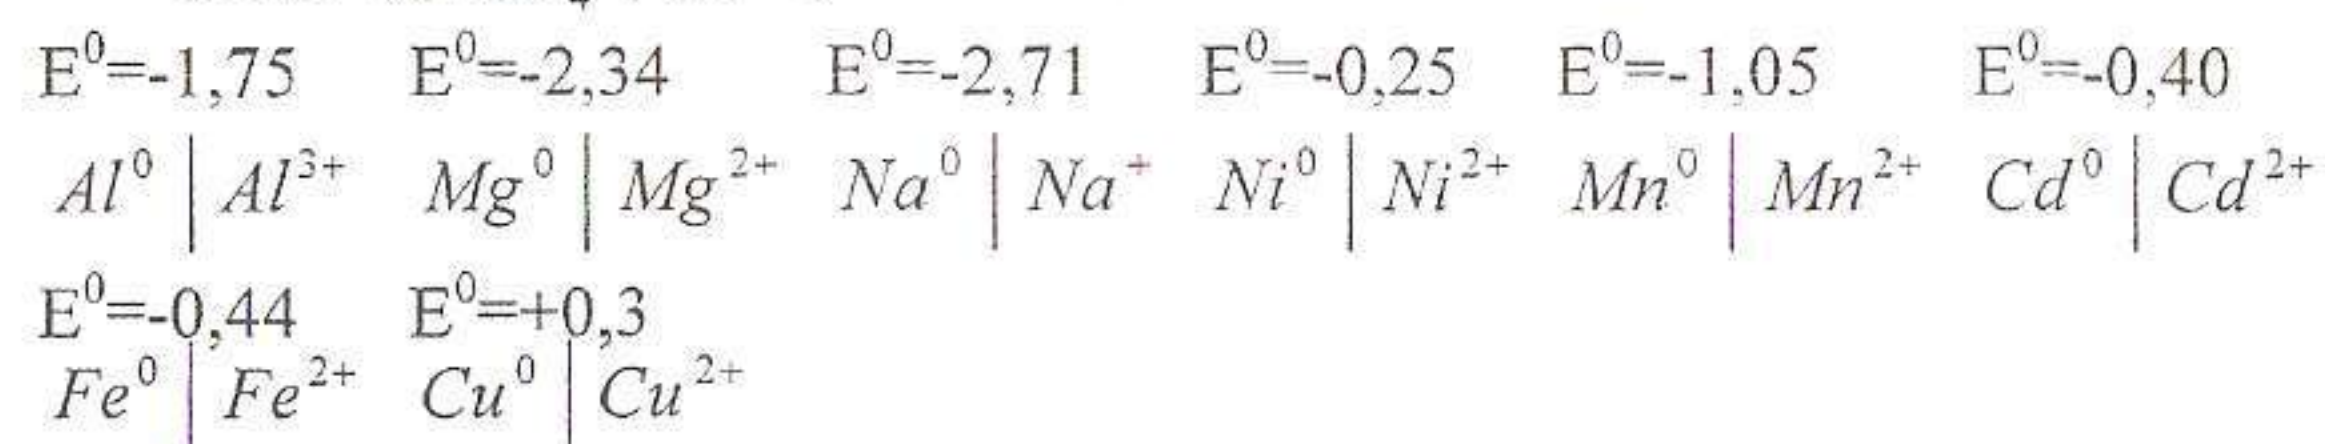 E⁰=-1,75 E⁰=-2,34 E⁰=-2,71 E⁰=-0,25 E⁰=-1,05 E⁰=-0,40
Al⁰ | Al³⁺ Mg⁰ | Mg²⁺ Na⁰ | Na⁺ Ni⁰ | Ni²⁺ Mn⁰ | Mn²⁺ Cd⁰ | Cd²⁺
E⁰=-0,44 E⁰=+0,3
Fe⁰ | Fe²⁺ Cu⁰ | Cu²⁺